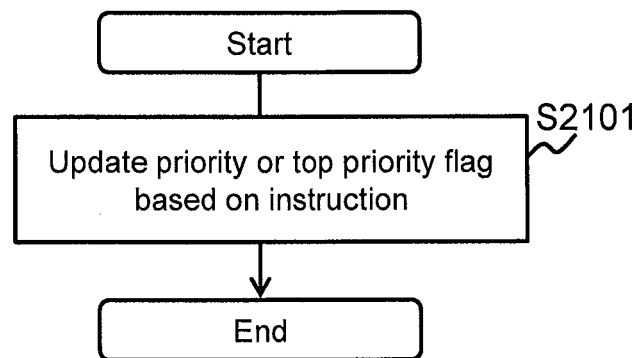 Start
S2101
Update priority or top priority flag
based on instruction
End